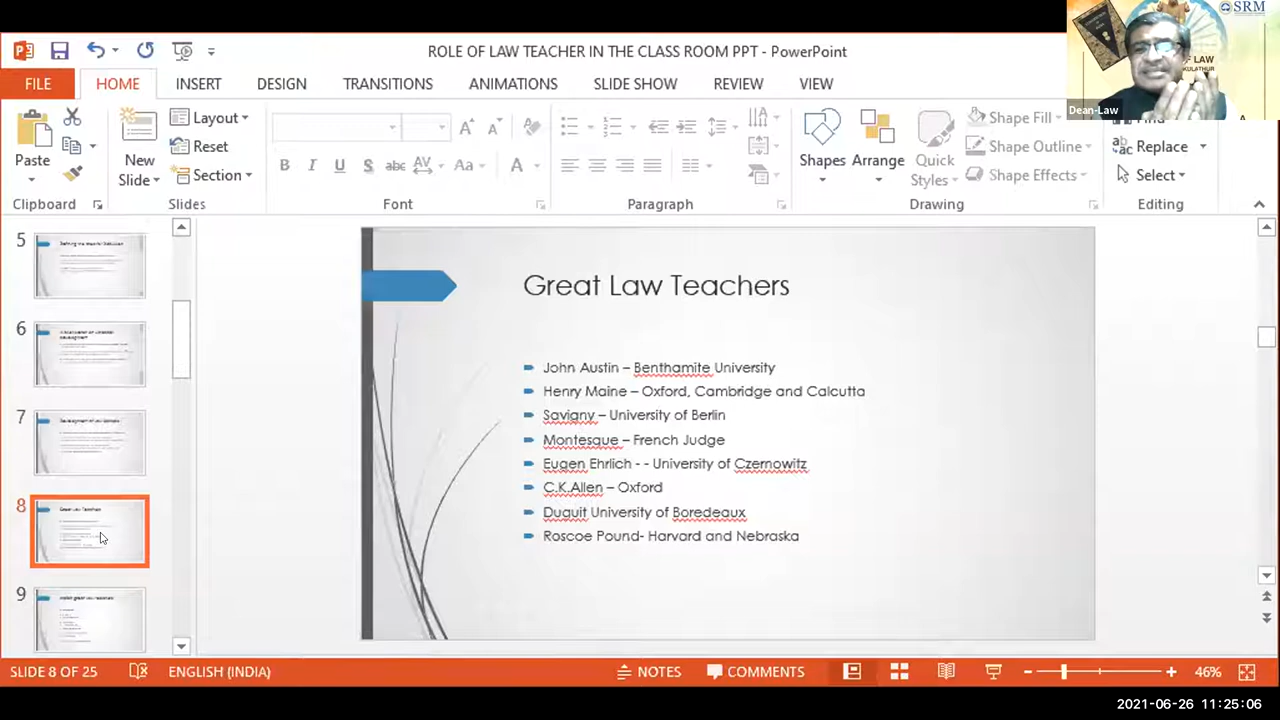 SRM
ROLE OF LAW TEACHER IN THE CLASS ROOM PPT - PowerPoint
LAW
KULATHUR
Dean-Law
FILE HOME INSERT DESIGN TRANSITIONS ANIMATIONS SLIDE SHOW REVIEW VIEW
Paste
New
Slide
Layout
Reset
Section
B I U S abc AV Aa A
Shapes
Arrange
Quick
Styles
Shape Fill
Shape Outline
Shape Effects
Find
Replace
Select
Clipboard Slides Font Paragraph Drawing Editing
5
6
7
8
9
Great Law Teachers
John Austin – Benthamite University
Henry Maine – Oxford, Cambridge and Calcutta
Savigny – University of Berlin
Montesque – French Judge
Eugen Ehrlich - - University of Czernowitz
C.K.Allen – Oxford
Duguit University of Boredeaux
Roscoe Pound- Harvard and Nebraska
SLIDE 8 OF 25 ENGLISH (INDIA) NOTES COMMENTS 46%
2021-06-26 11:25:06